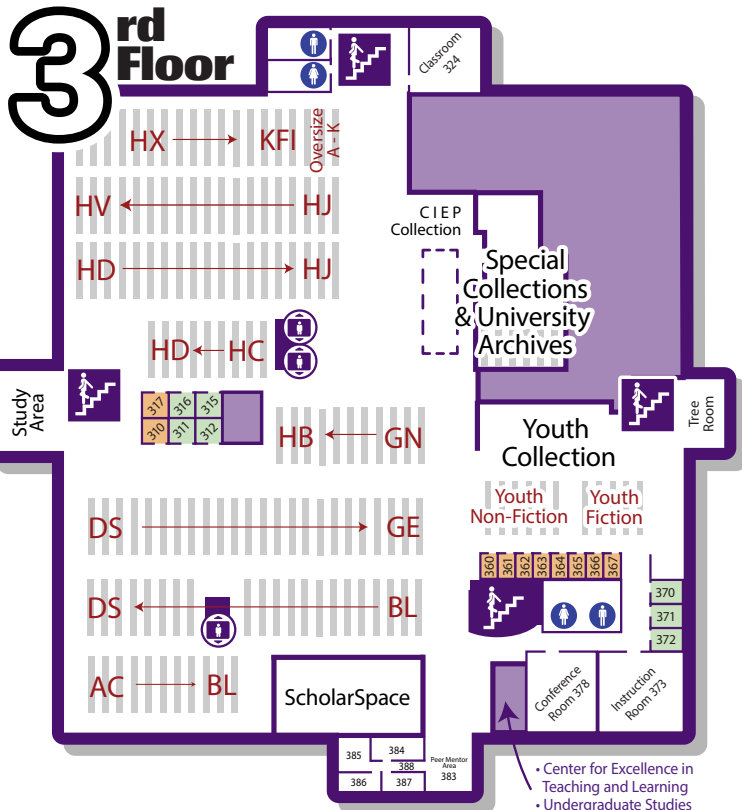 3rd
Floor
Classroom
324
HX
KFI
Oversize
A - K
HV
HJ
CIEP
Collection
HD
HJ
Special
Collections
& University
Archives
HD
HC
Study
Area
317
316
315
310
311
312
Tree
Room
HB
GN
Youth
Collection
Youth
Non-Fiction
Youth
Fiction
DS
GE
360
361
362
363
364
365
366
367
370
371
372
DS
BL
AC
BL
ScholarSpace
Conference
Room 378
Instruction
Room 373
385
384
388
386
387
Peer Mentor
Area
383
• Center for Excellence in
Teaching and Learning
• Undergraduate Studies